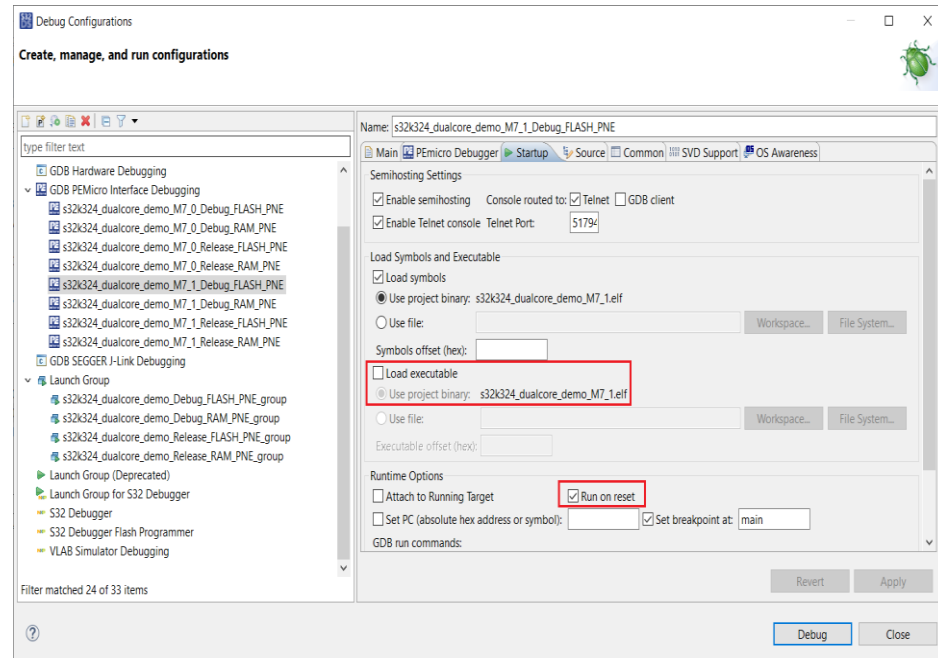 Debug Configurations
Create, manage, and run configurations
type filter text
GDB Hardware Debugging
GDB PEMicro Interface Debugging
s32k324_dualcore_demo_M7_0_Debug_FLASH_PNE
s32k324_dualcore_demo_M7_0_Debug_RAM_PNE
s32k324_dualcore_demo_M7_0_Release_FLASH_PNE
s32k324_dualcore_demo_M7_0_Release_RAM_PNE
s32k324_dualcore_demo_M7_1_Debug_FLASH_PNE
s32k324_dualcore_demo_M7_1_Debug_RAM_PNE
s32k324_dualcore_demo_M7_1_Release_FLASH_PNE
s32k324_dualcore_demo_M7_1_Release_RAM_PNE
GDB SEGGER J-Link Debugging
Launch Group
s32k324_dualcore_demo_Debug_FLASH_PNE_group
s32k324_dualcore_demo_Debug_RAM_PNE_group
s32k324_dualcore_demo_Release_FLASH_PNE_group
s32k324_dualcore_demo_Release_RAM_PNE_group
Launch Group (Deprecated)
Launch Group for S32 Debugger
S32 Debugger
S32 Debugger Flash Programmer
VLAB Simulator Debugging
Filter matched 24 of 33 items
Name: s32k324_dualcore_demo_M7_1_Debug_FLASH_PNE
Main PEmicro Debugger Startup Source Common SVD Support OS Awareness
Semihosting Settings
Enable semihosting Console routed to: Telnet GDB client
Enable Telnet console Telnet Port: 51794
Load Symbols and Executable
Load symbols
Use project binary: s32k324_dualcore_demo_M7_1.elf
Use file: Workspace... File System...
Symbols offset (hex):
Load executable
Use project binary: s32k324_dualcore_demo_M7_1.elf
Use file: Workspace... File System...
Executable offset (hex):
Runtime Options
Attach to Running Target Run on reset
Set PC (absolute hex address or symbol): Set breakpoint at: main
GDB run commands:
Revert Apply
Debug Close